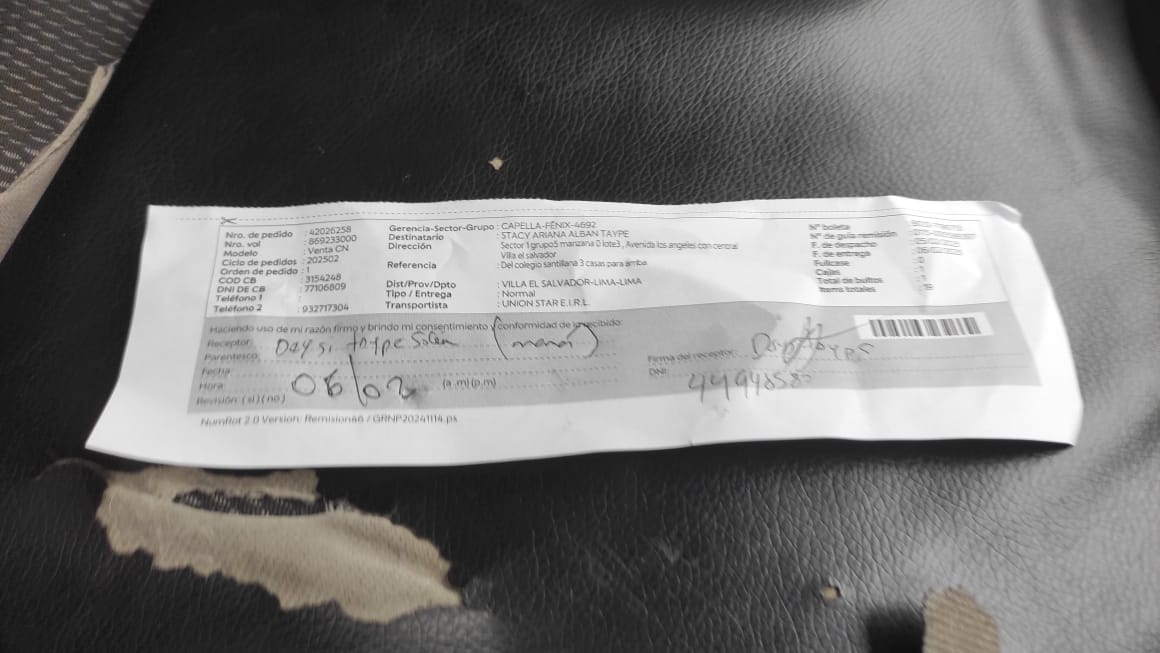 Nro. de pedido : 42026258
Nro. vol : 869233000
Modelo : Venta CN
Ciclo de pedidos : 202502
Orden de pedido : 1
COD CB : 3154248
DNI DE CB : 77106809
Teléfono 1 :
Teléfono 2 : 932717304
Gerencia-Sector-Grupo : CAPELLA-FÉNIX-4692
Destinatario : STACY ARIANA ALBAN TAYPE
Dirección : Sector 1 grupo5 manzana 0 lote3 , Avenida los angeles con central
Villa el salvador
Referencia : Del colegio santillana 3 casas para arriba
Dist/Prov/Dpto : VILLA EL SALVADOR-LIMA-LIMA
Tipo / Entrega : Normal
Transportista : UNION STAR E.I.R.L.
N° boleta
N° de guía remisión
F. de despacho
F. de entrega
Fullcase : 0
Cajas : 1
Total de bultos : 1
Items totales
Haciendo uso de mi razón firmo y brindo mi consentimiento (conformidad de lo recibido:
Receptor: Daysi taype (mamá)
Parentesco:
Fecha:
Hora: 06/02 (a.m)(p.m)
Revisión: (si)(no)
Firma del receptor:
DNI:
NumRot 2.0 Version: Remision46 / GRNP20241114.ps